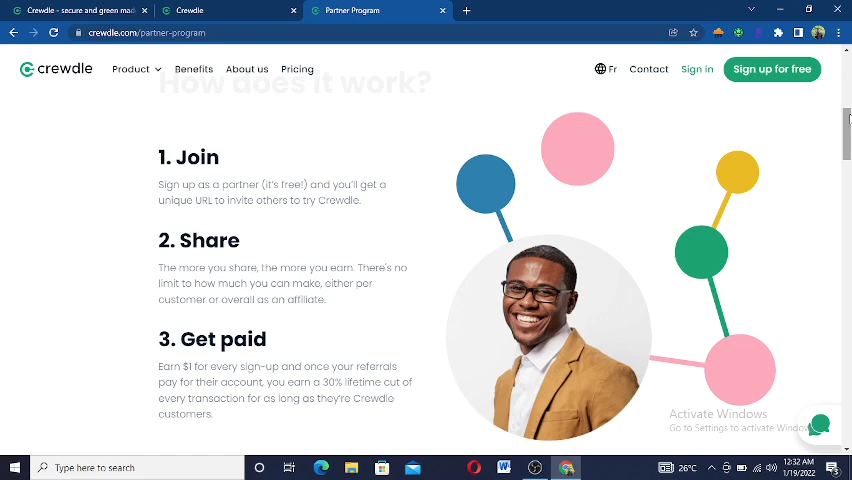 Crewdle - secure and green mad
Crewdle
Partner Program
crewdle.com/partner-program
crewdle
Product
Benefits
About us
Pricing
Fr
Contact
Sign in
Sign up for free
How does it work?
1. Join
Sign up as a partner (it's free!) and you'll get a
unique URL to invite others to try Crewdle.
2. Share
The more you share, the more you earn. There's no
limit to how much you can make, either per
customer or overall as an affiliate.
3. Get paid
Earn $1 for every sign-up and once your referrals
pay for their account, you earn a 30% lifetime cut of
every transaction for as long as they're Crewdle
customers.
Activate Windows
Go to Settings to activate Windows
Type here to search
26°C
12:32 AM
1/19/2022
3